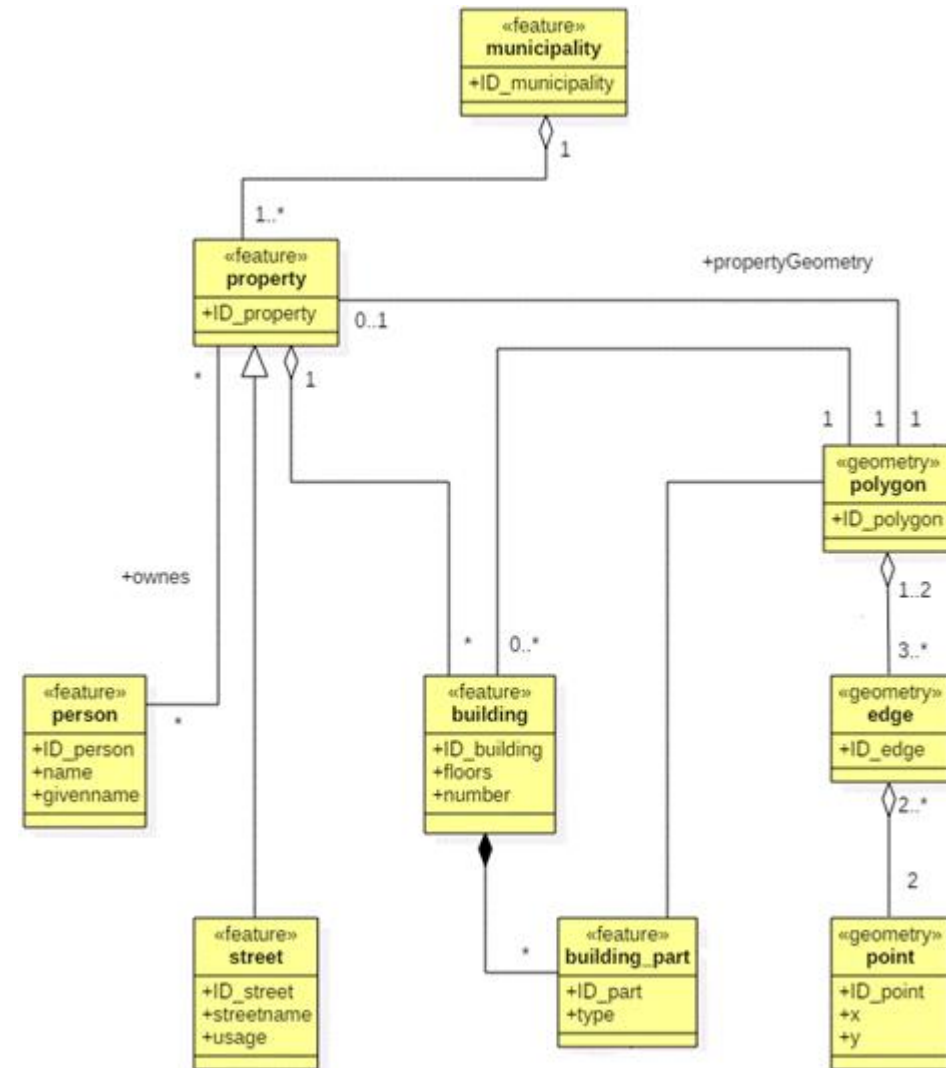 «feature»
municipality
+ID_municipality
1
1..*
«feature»
property
+ID_property
+propertyGeometry
0..1
*
1
1
1
1
«geometry»
polygon
+ID_polygon
+ownes
1..2
*
0..*
3..*
«feature»
person
+ID_person
+name
+givenname
*
«feature»
building
+ID_building
+floors
+number
«geometry»
edge
+ID_edge
2..*
2
«feature»
street
+ID_street
+streetname
+usage
*
«feature»
building_part
+ID_part
+type
«geometry»
point
+ID_point
+x
+y